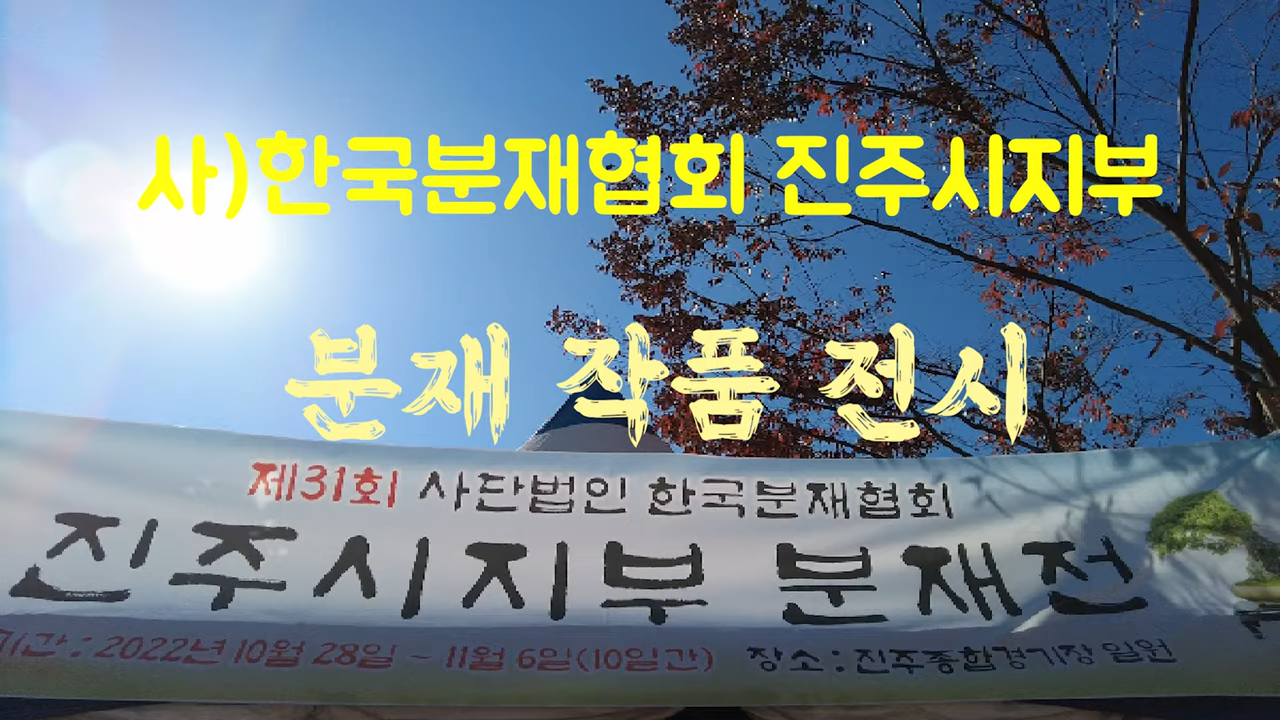 사)한국분재협회 진주시지부
분재 작품 전시
제31회 사단법인 한국분재협회
진주시지부 분재전
기간 : 2022년 10월 28일 ~ 11월 6일(10일간) 장소 : 진주종합경기장 일원